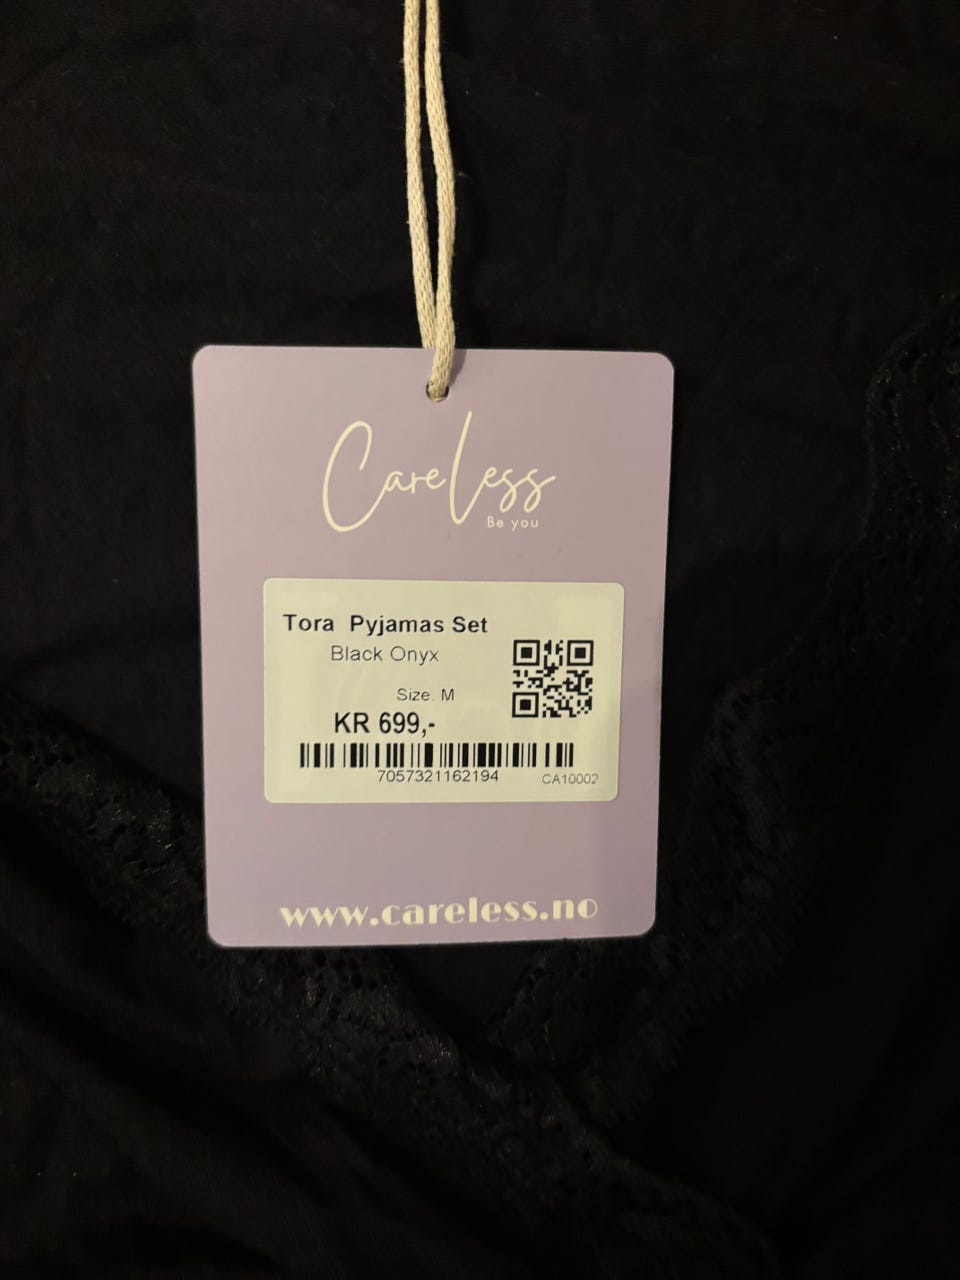 CareLess
Be you
Tora Pyjamas Set
Black Onyx
Size. M
KR 699,-
7057321162194
CA10002
www.careless.no